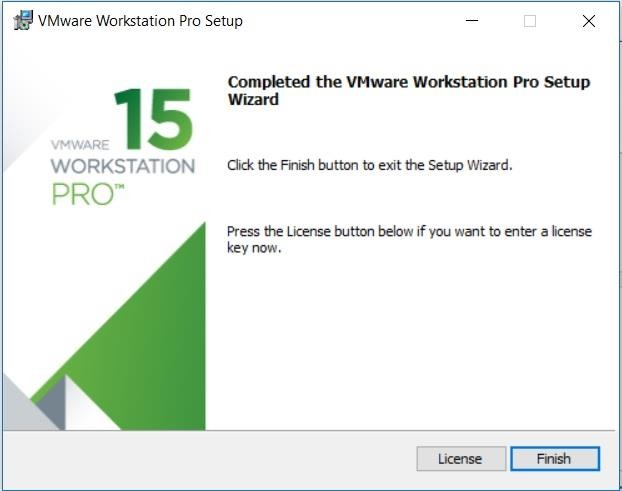 VMware Workstation Pro Setup
Completed the VMware Workstation Pro Setup
Wizard
VMWARE 15
WORKSTATION
PRO™
Click the Finish button to exit the Setup Wizard.
Press the License button below if you want to enter a license
key now.
License
Finish